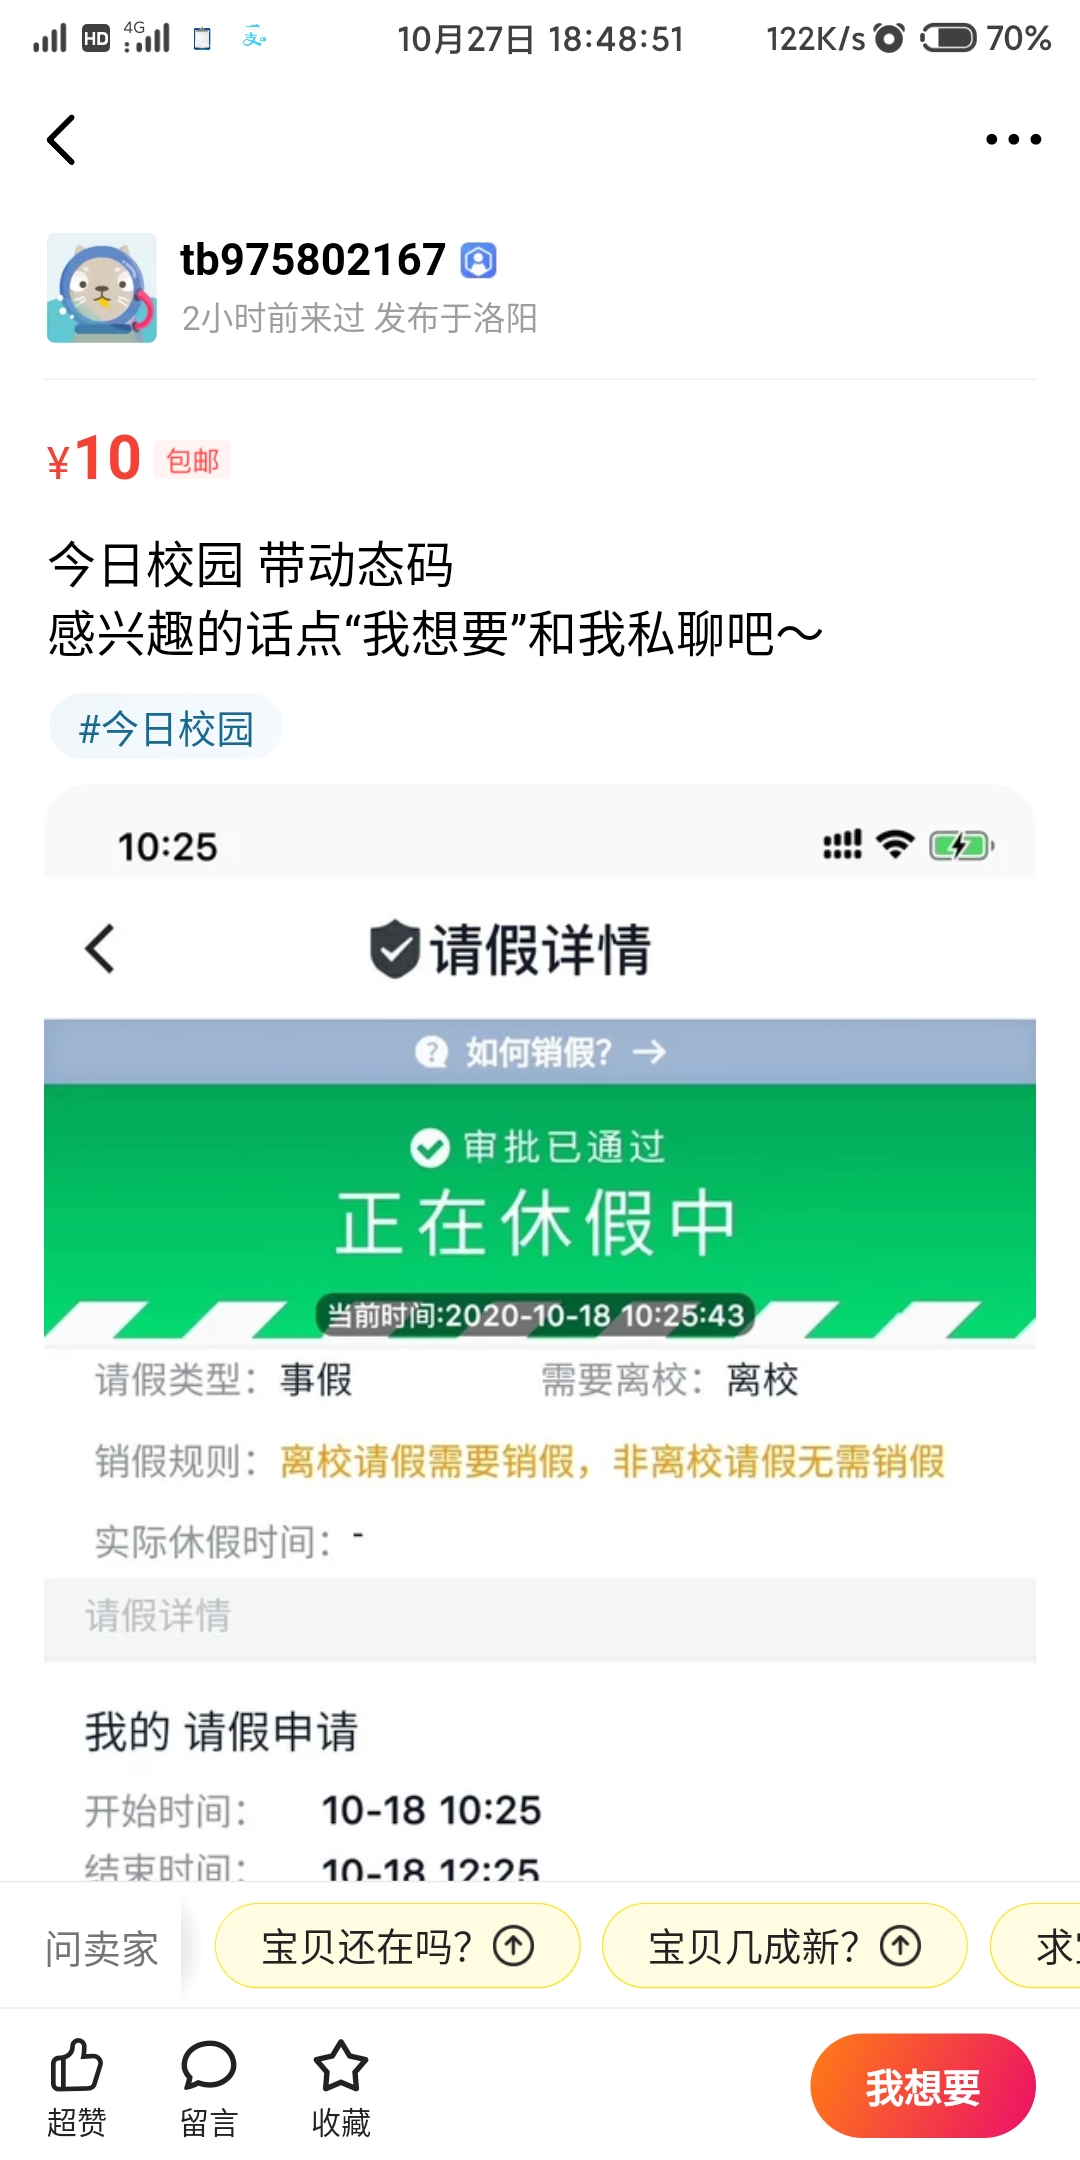 HD 4G 10月27日 18:48:51 122K/s 70%
tb975802167
2小时前来过 发布于洛阳
¥10 包邮
今日校园 带动态码
感兴趣的话点“我想要”和我私聊吧～
#今日校园
10:25
请假详情
如何销假? →
审批已通过
正在休假中
当前时间:2020-10-18 10:25:43
请假类型: 事假 需要离校: 离校
销假规则: 离校请假需要销假，非离校请假无需销假
实际休假时间: -
请假详情
我的 请假申请
开始时间: 10-18 10:25
结束时间: 10-18 12:25
问卖家 宝贝还在吗? 宝贝几成新? 求
超赞 留言 收藏 我想要